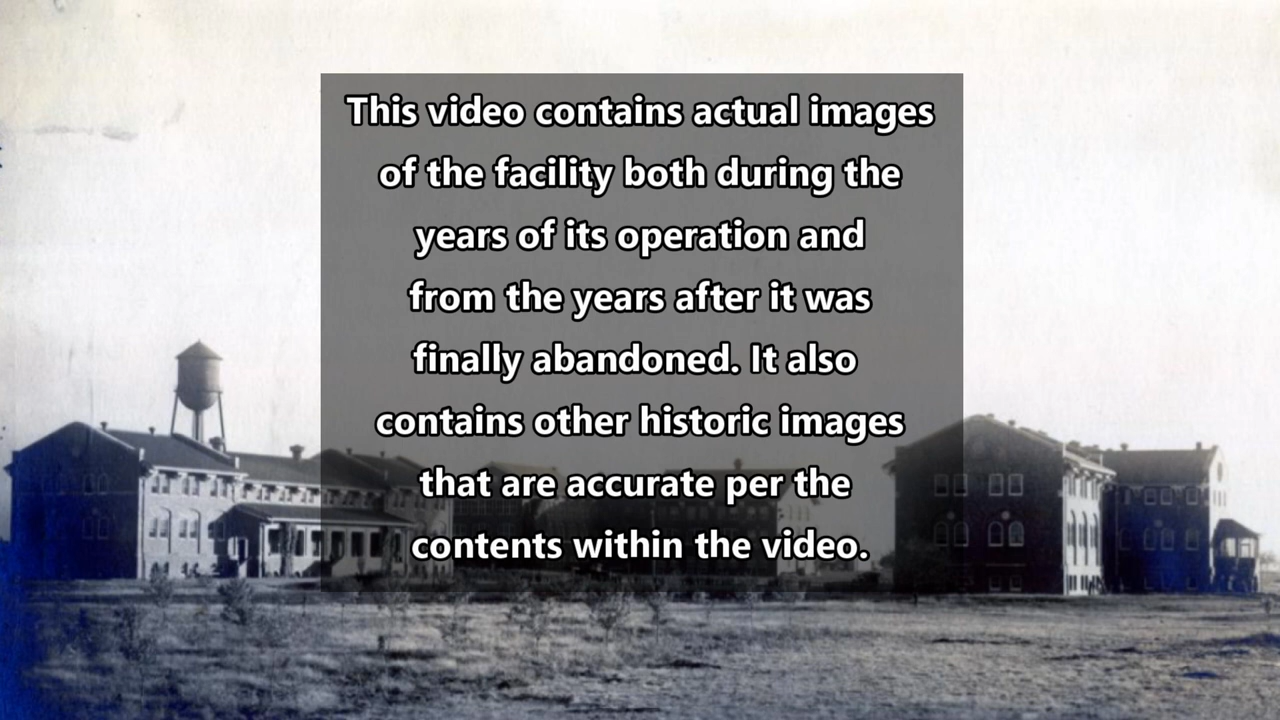 This video contains actual images
of the facility both during the
years of its operation and
from the years after it was
finally abandoned. It also
contains other historic images
that are accurate per the
contents within the video.